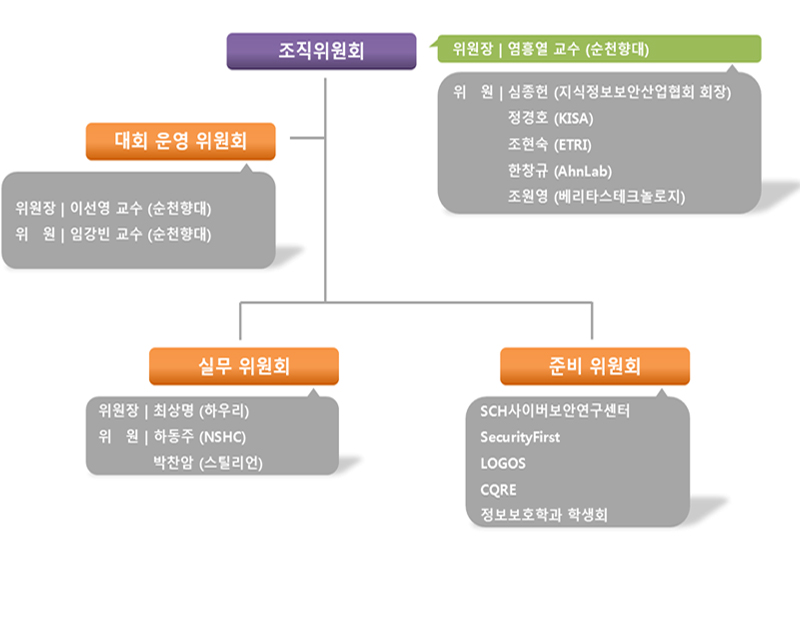 조직위원회
위원장 | 염흥열 교수 (순천향대)
위 원 | 심종헌 (지식정보보안산업협회 회장)
정경호 (KISA)
조현숙 (ETRI)
한창규 (AhnLab)
조원영 (베리타스테크놀로지)
대회 운영 위원회
위원장 | 이선영 교수 (순천향대)
위 원 | 임강빈 교수 (순천향대)
실무 위원회
위원장 | 최상명 (하우리)
위 원 | 하동주 (NSHC)
박찬암 (스틸리언)
준비 위원회
SCH사이버보안연구센터
SecurityFirst
LOGOS
CQRE
정보보호학과 학생회